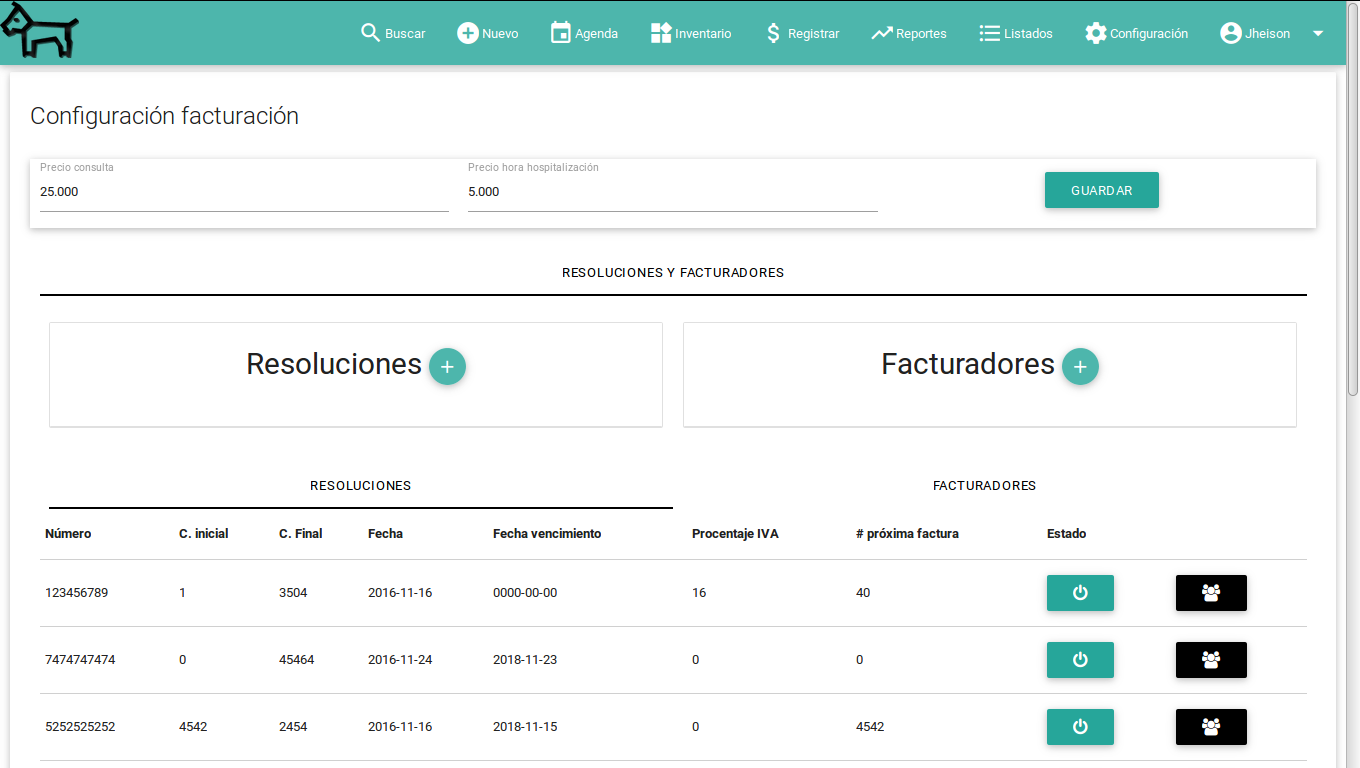 Buscar Nuevo Agenda Inventario Registrar Reportes Listados Configuración Jheison
Configuración facturación
Precio consulta Precio hora hospitalización
25.000 5.000 GUARDAR
RESOLUCIONES Y FACTURADORES
Resoluciones + Facturadores +
RESOLUCIONES FACTURADORES
Número C. inicial C. Final Fecha Fecha vencimiento Procentaje IVA # próxima factura Estado
123456789 1 3504 2016-11-16 0000-00-00 16 40
7474747474 0 45464 2016-11-24 2018-11-23 0 0
5252525252 4542 2454 2016-11-16 2018-11-15 0 4542